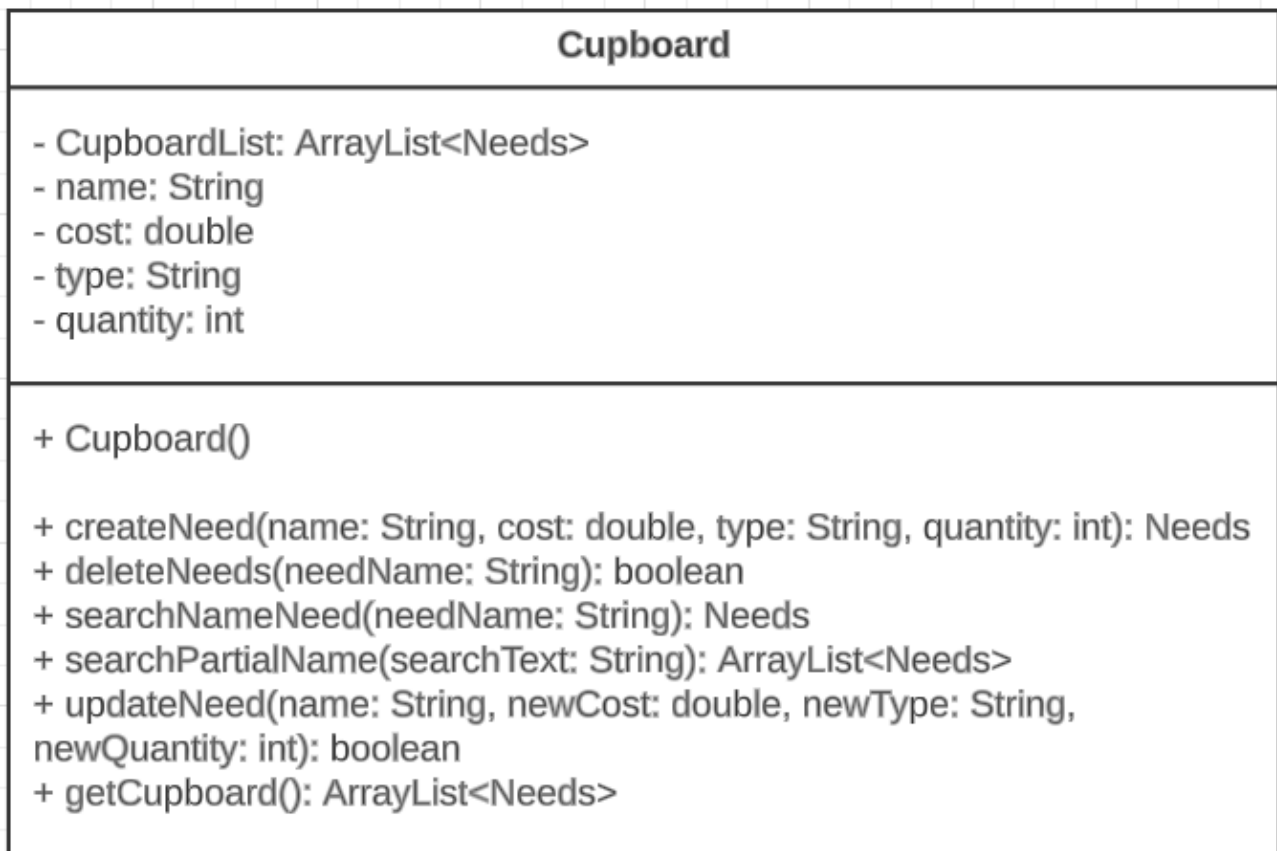 Cupboard
- CupboardList: ArrayList<Needs>
- name: String
- cost: double
- type: String
- quantity: int
+ Cupboard()
+ createNeed(name: String, cost: double, type: String, quantity: int): Needs
+ deleteNeeds(needName: String): boolean
+ searchNameNeed(needName: String): Needs
+ searchPartialName(searchText: String): ArrayList<Needs>
+ updateNeed(name: String, newCost: double, newType: String,
newQuantity: int): boolean
+ getCupboard(): ArrayList<Needs>